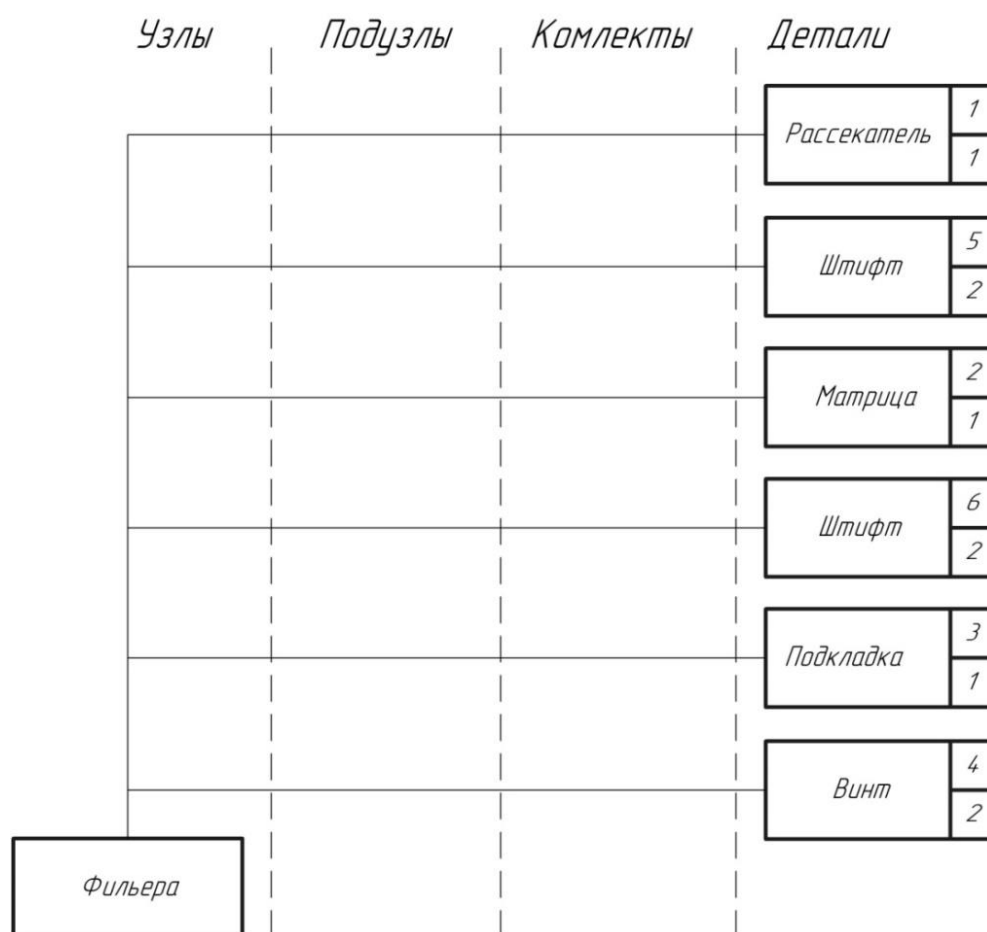 Узлы Подузлы Комлекты Детали
Рассекатель 1
1
Штифт 5
2
Матрица 2
1
Штифт 6
2
Подкладка 3
1
Винт 4
2
Фильера